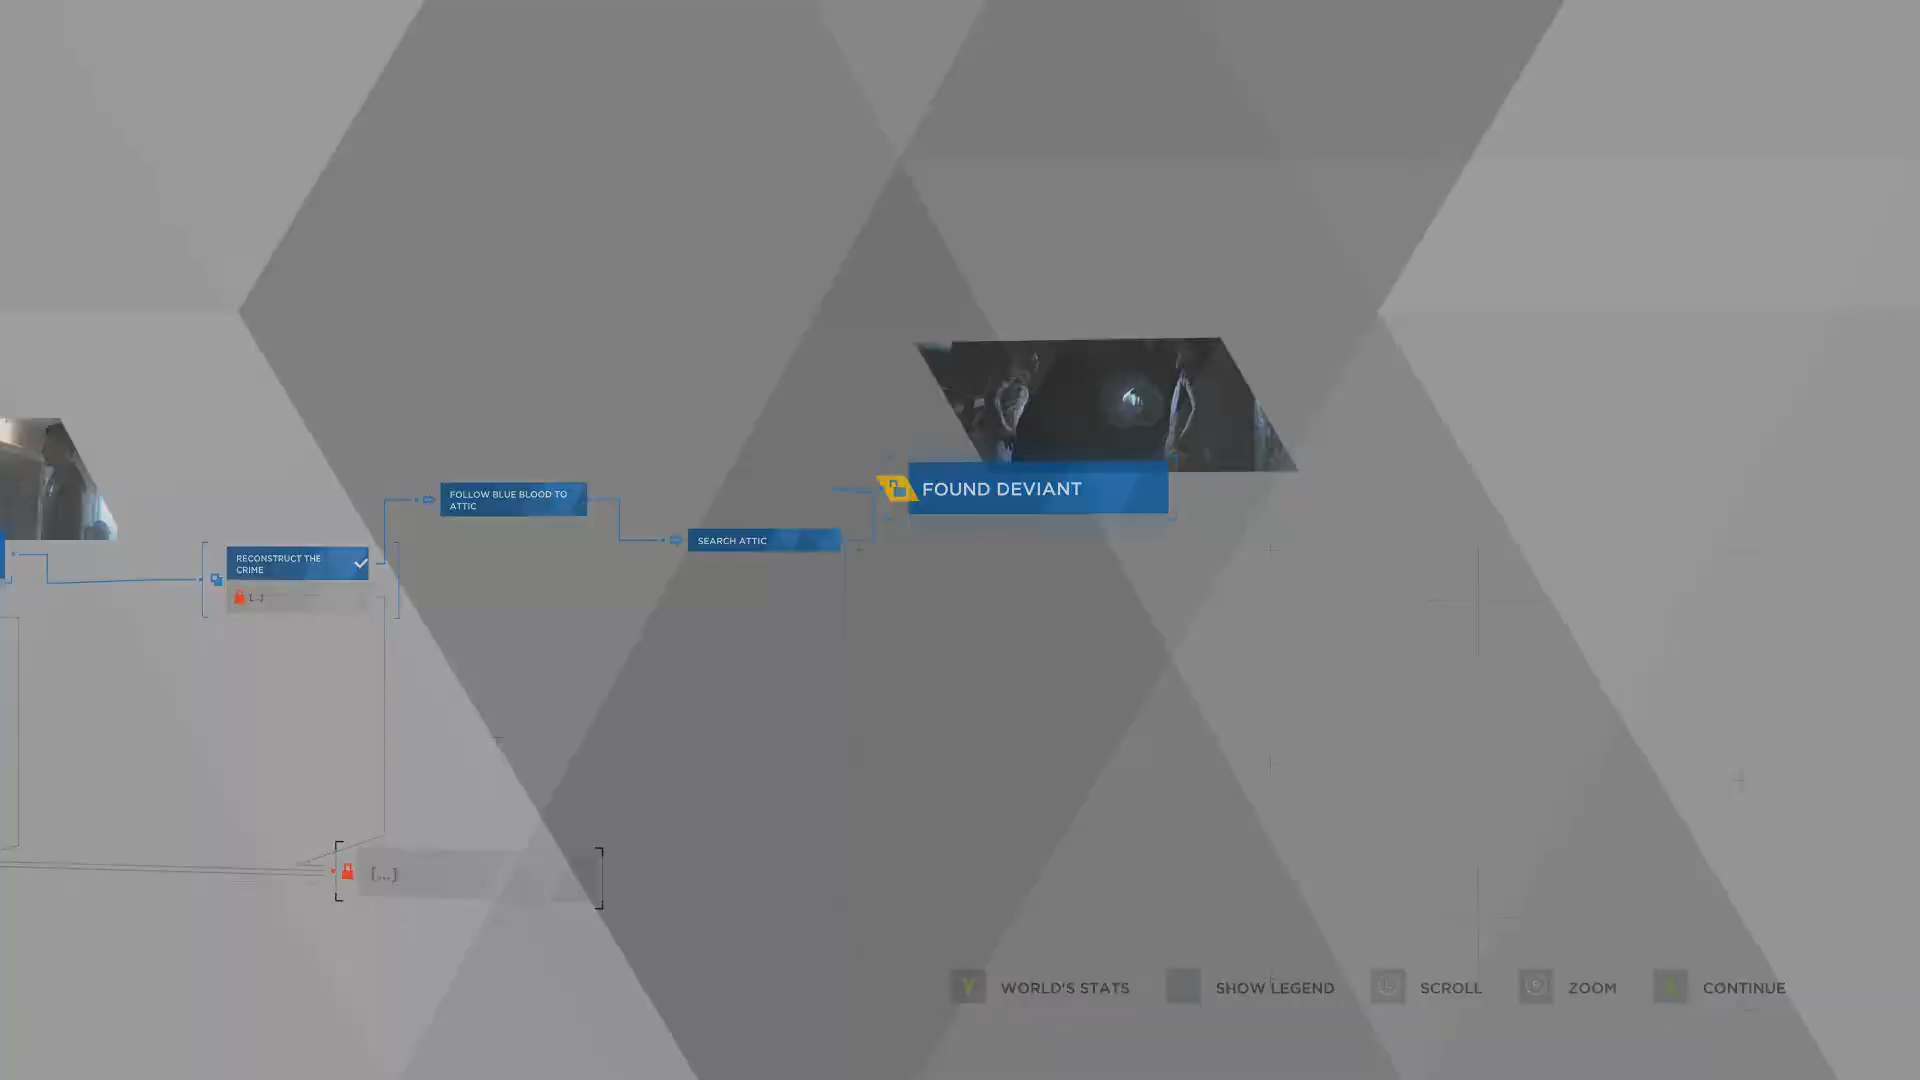 FOUND DEVIANT
FOLLOW BLUE BLOOD TO
ATTIC
SEARCH ATTIC
RECONSTRUCT THE
CRIME
[...]
[...]
Y WORLD'S STATS
SHOW LEGEND
L SCROLL
R ZOOM
A CONTINUE